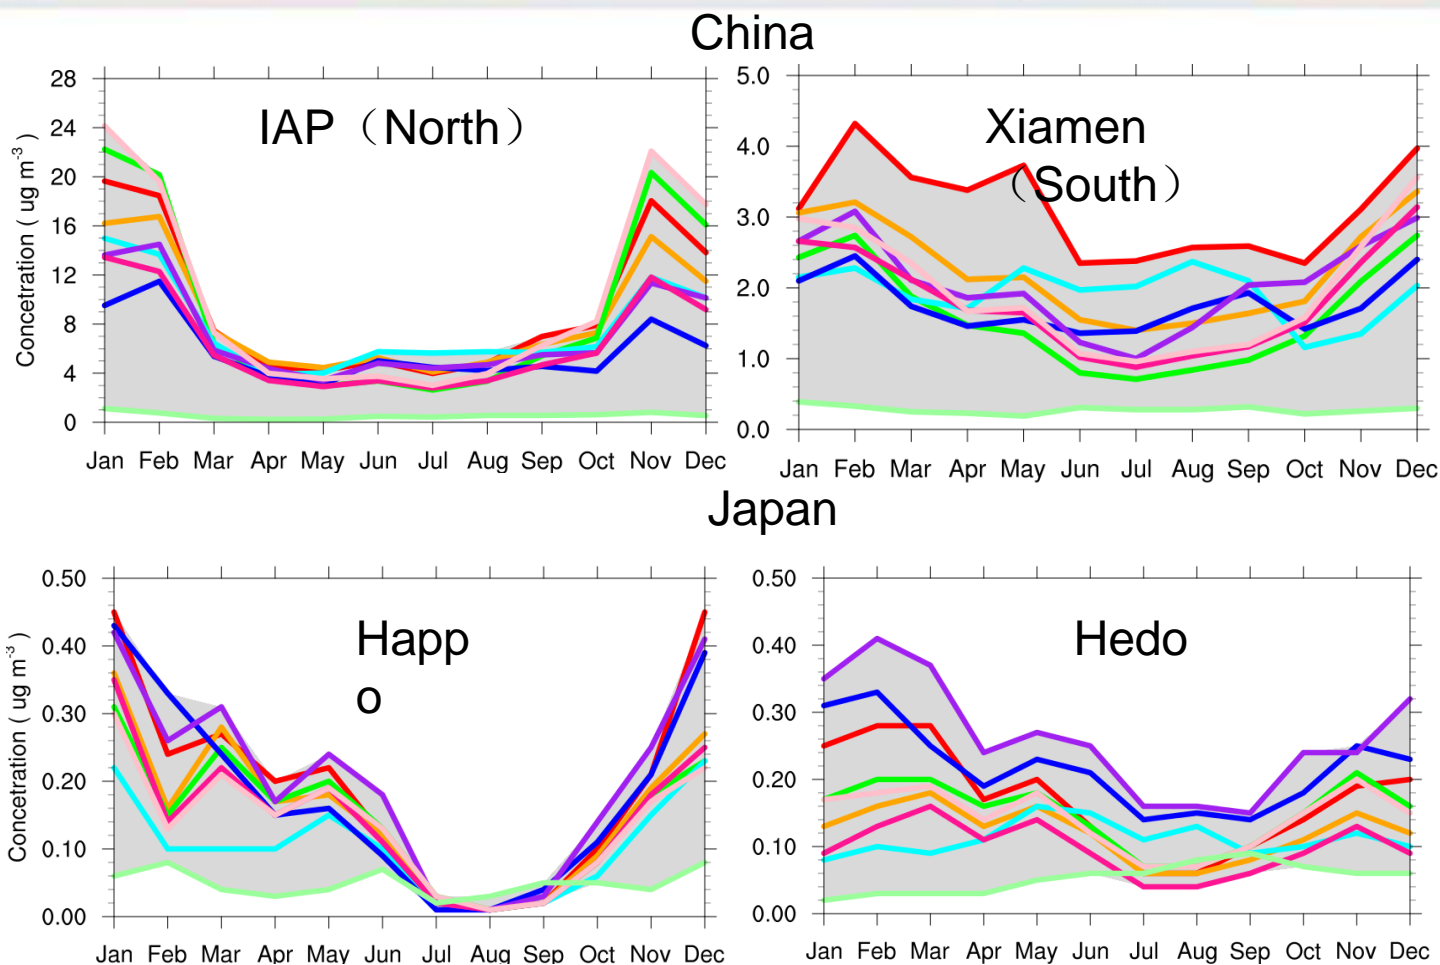 China
28
24
20
16
12
8
4
0
Concetration ( ug m-3 )
IAP（North）
Jan Feb Mar Apr May Jun Jul Aug Sep Oct Nov Dec
5.0
4.0
3.0
2.0
1.0
0.0
Xiamen
（South）
Jan Feb Mar Apr May Jun Jul Aug Sep Oct Nov Dec
Japan
0.50
0.40
0.30
0.20
0.10
0.00
Concetration ( ug m-3 )
Happ
o
Jan Feb Mar Apr May Jun Jul Aug Sep Oct Nov Dec
0.50
0.40
0.30
0.20
0.10
0.00
Hedo
Jan Feb Mar Apr May Jun Jul Aug Sep Oct Nov Dec